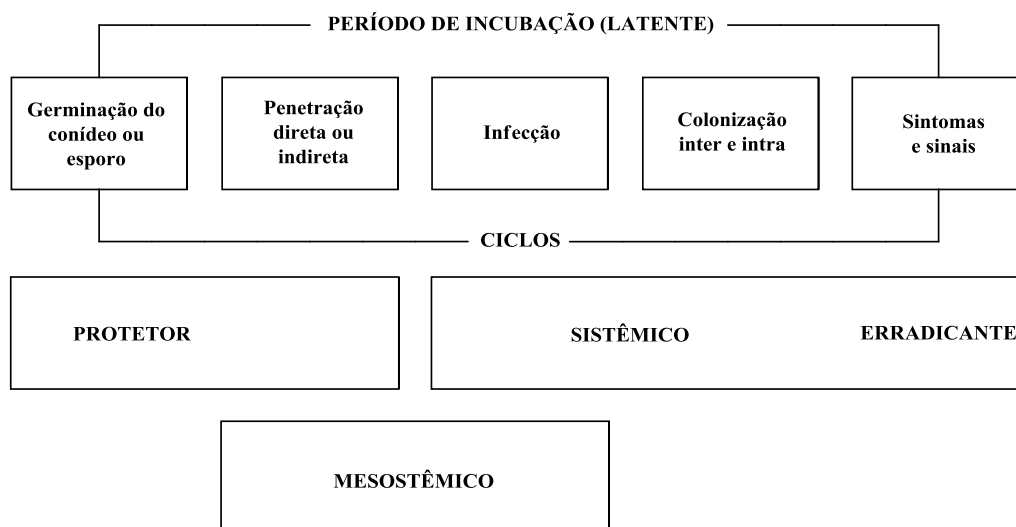 PERÍODO DE INCUBAÇÃO (LATENTE)
Germinação do
conídeo ou
esporo
Penetração
direta ou
indireta
Infecção
Colonização
inter e intra
Sintomas
e sinais
CICLOS
PROTETOR
SISTÊMICO
ERRADICANTE
MESOSTÊMICO